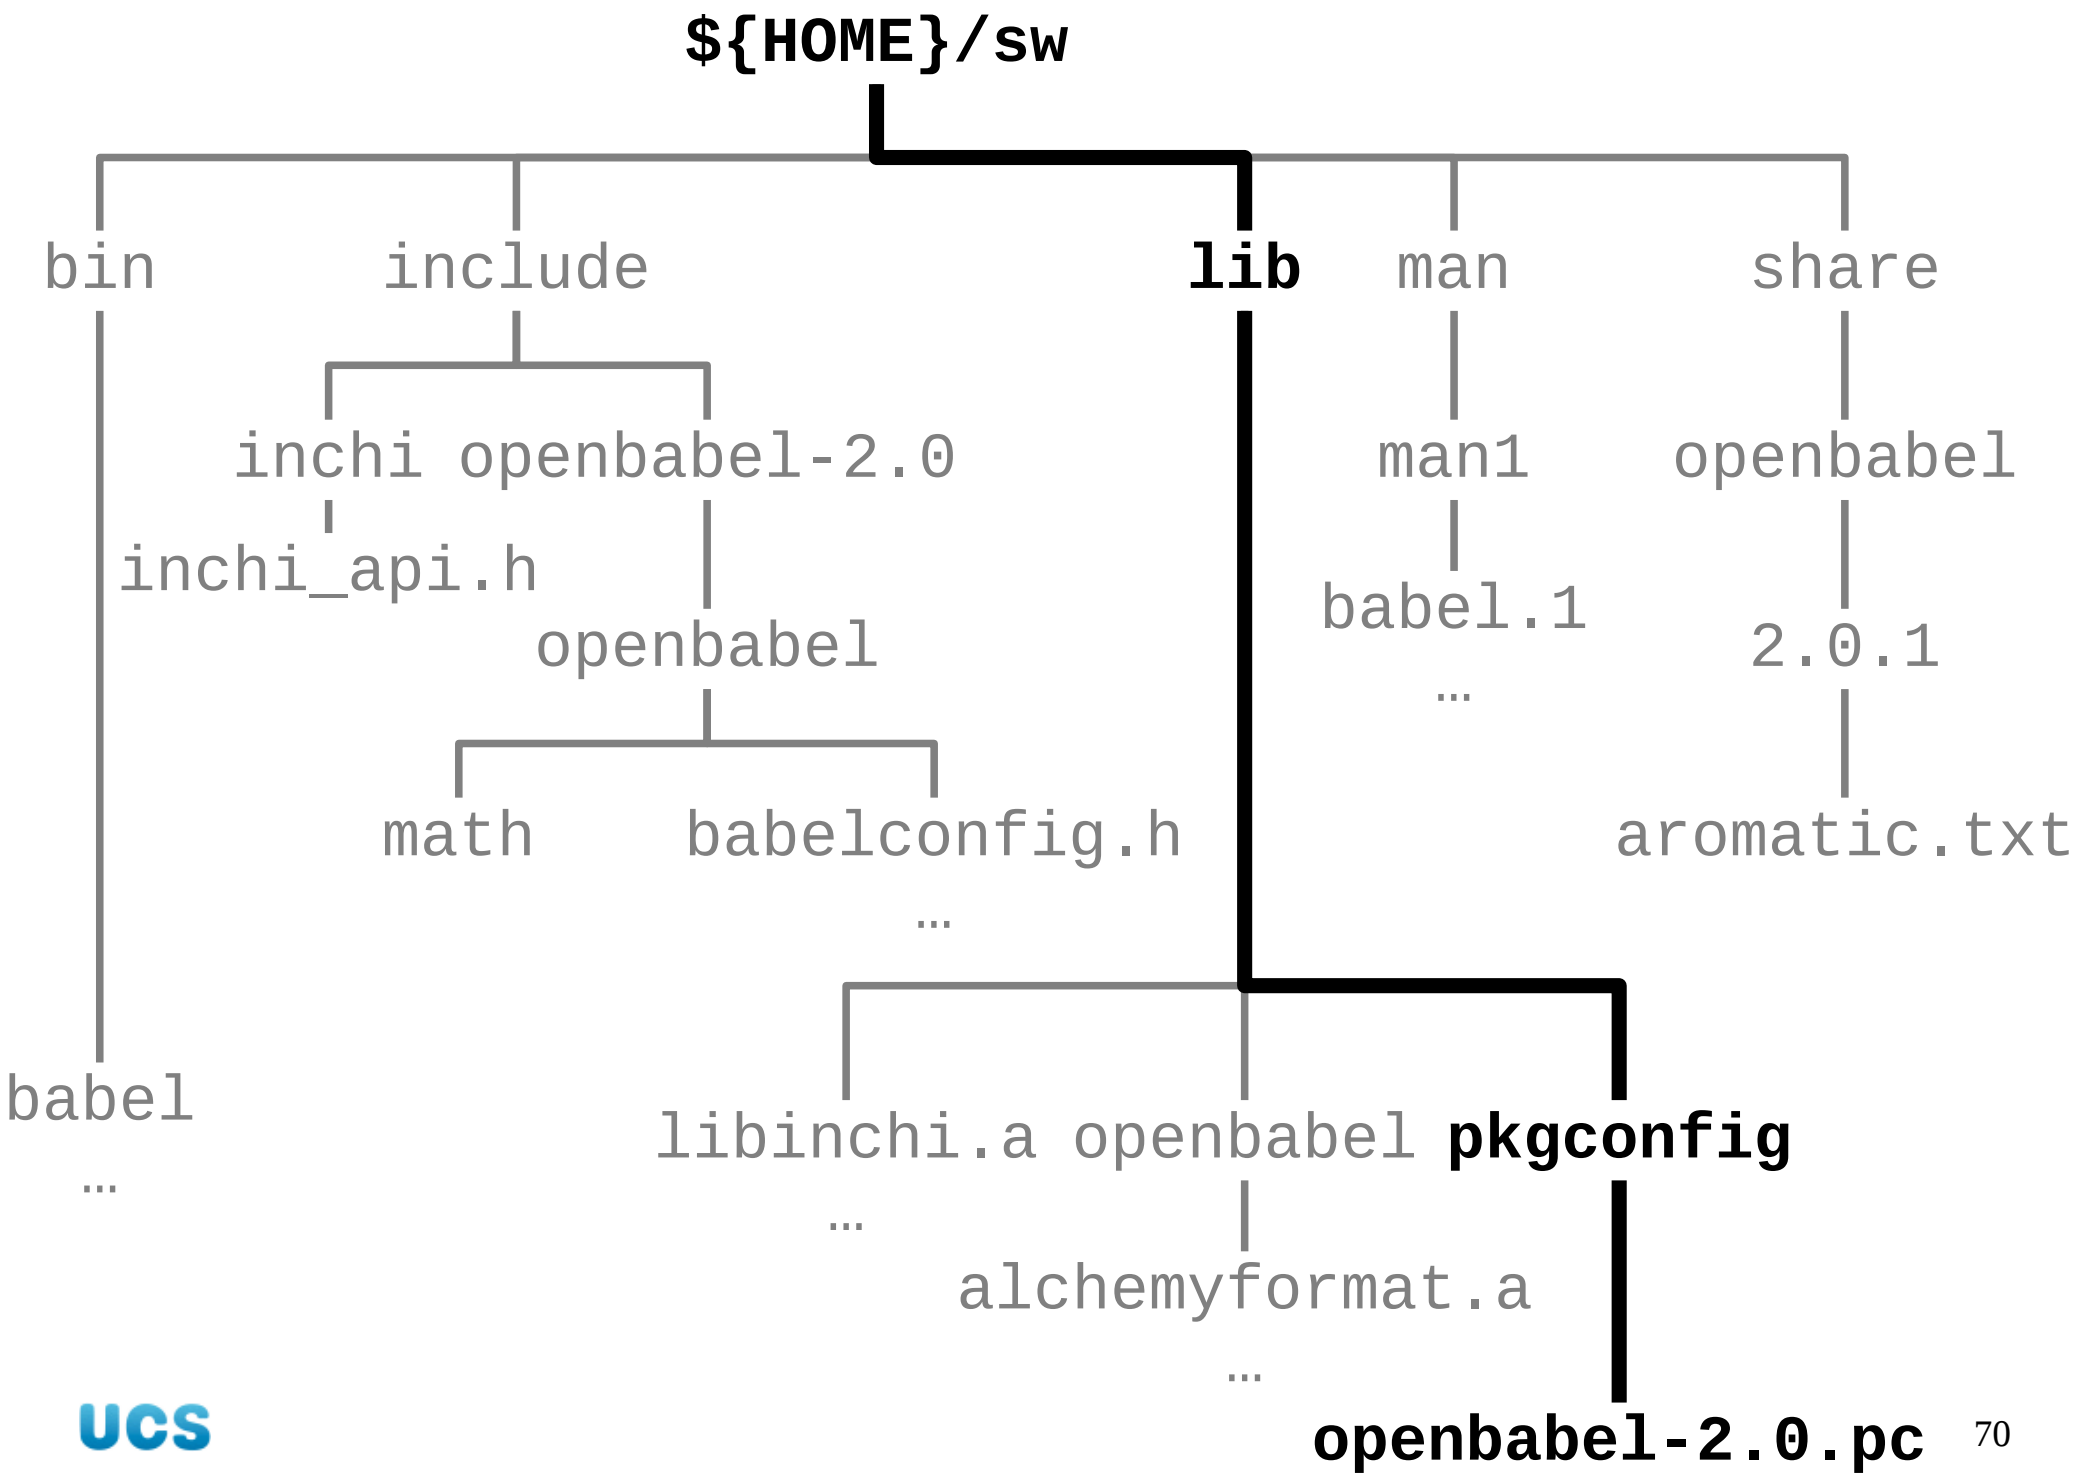 ${HOME}/sw
bin include lib man share
inchi openbabel-2.0 man1 openbabel
inchi_api.h
babel.1
openbabel 2.0.1
…
math babelconfig.h aromatic.txt
…
babel
libinchi.a openbabel pkgconfig
…
…
alchemyformat.a
…
UCS
openbabel-2.0.pc 70